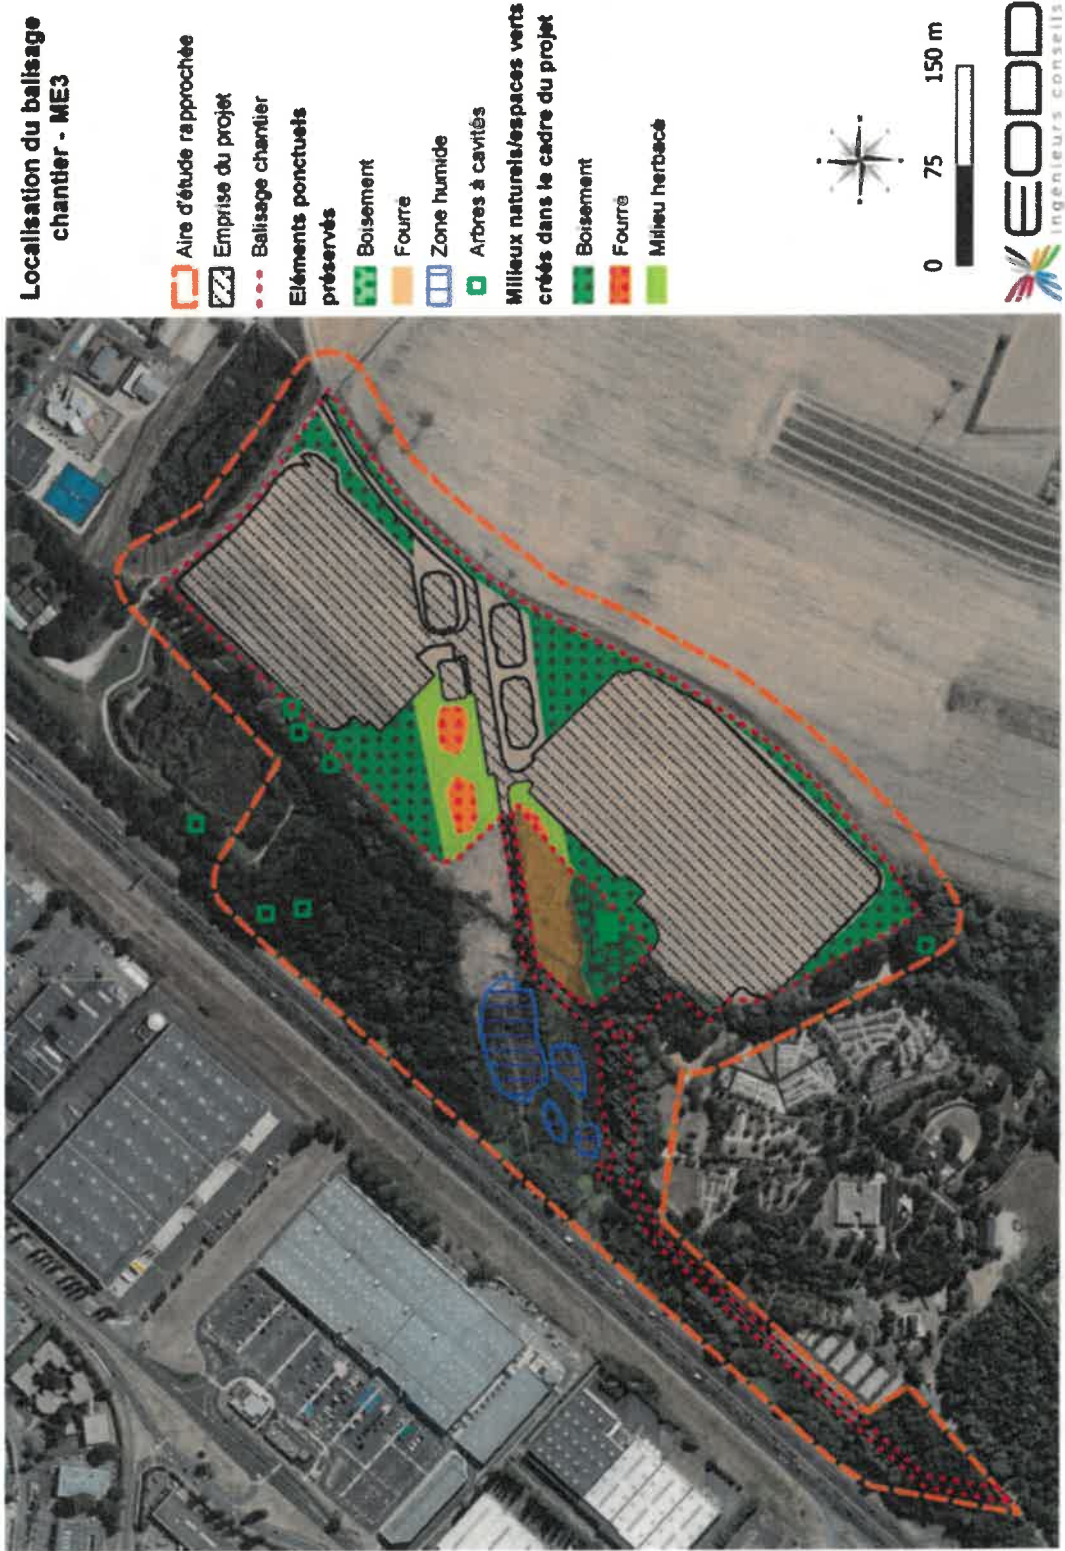 Localisation du balisage
chantier - ME3
Aire d'étude rapprochée
Emprise du projet
Balisage chantier
Eléments ponctuels
préservés
Boisement
Fourré
Zone humide
Arbres à cavités
Milieux naturels/espaces verts
créés dans le cadre du projet
Boisement
Fourré
Milieu herbacé
0 75 150 m
EODD
ingénieurs conseils